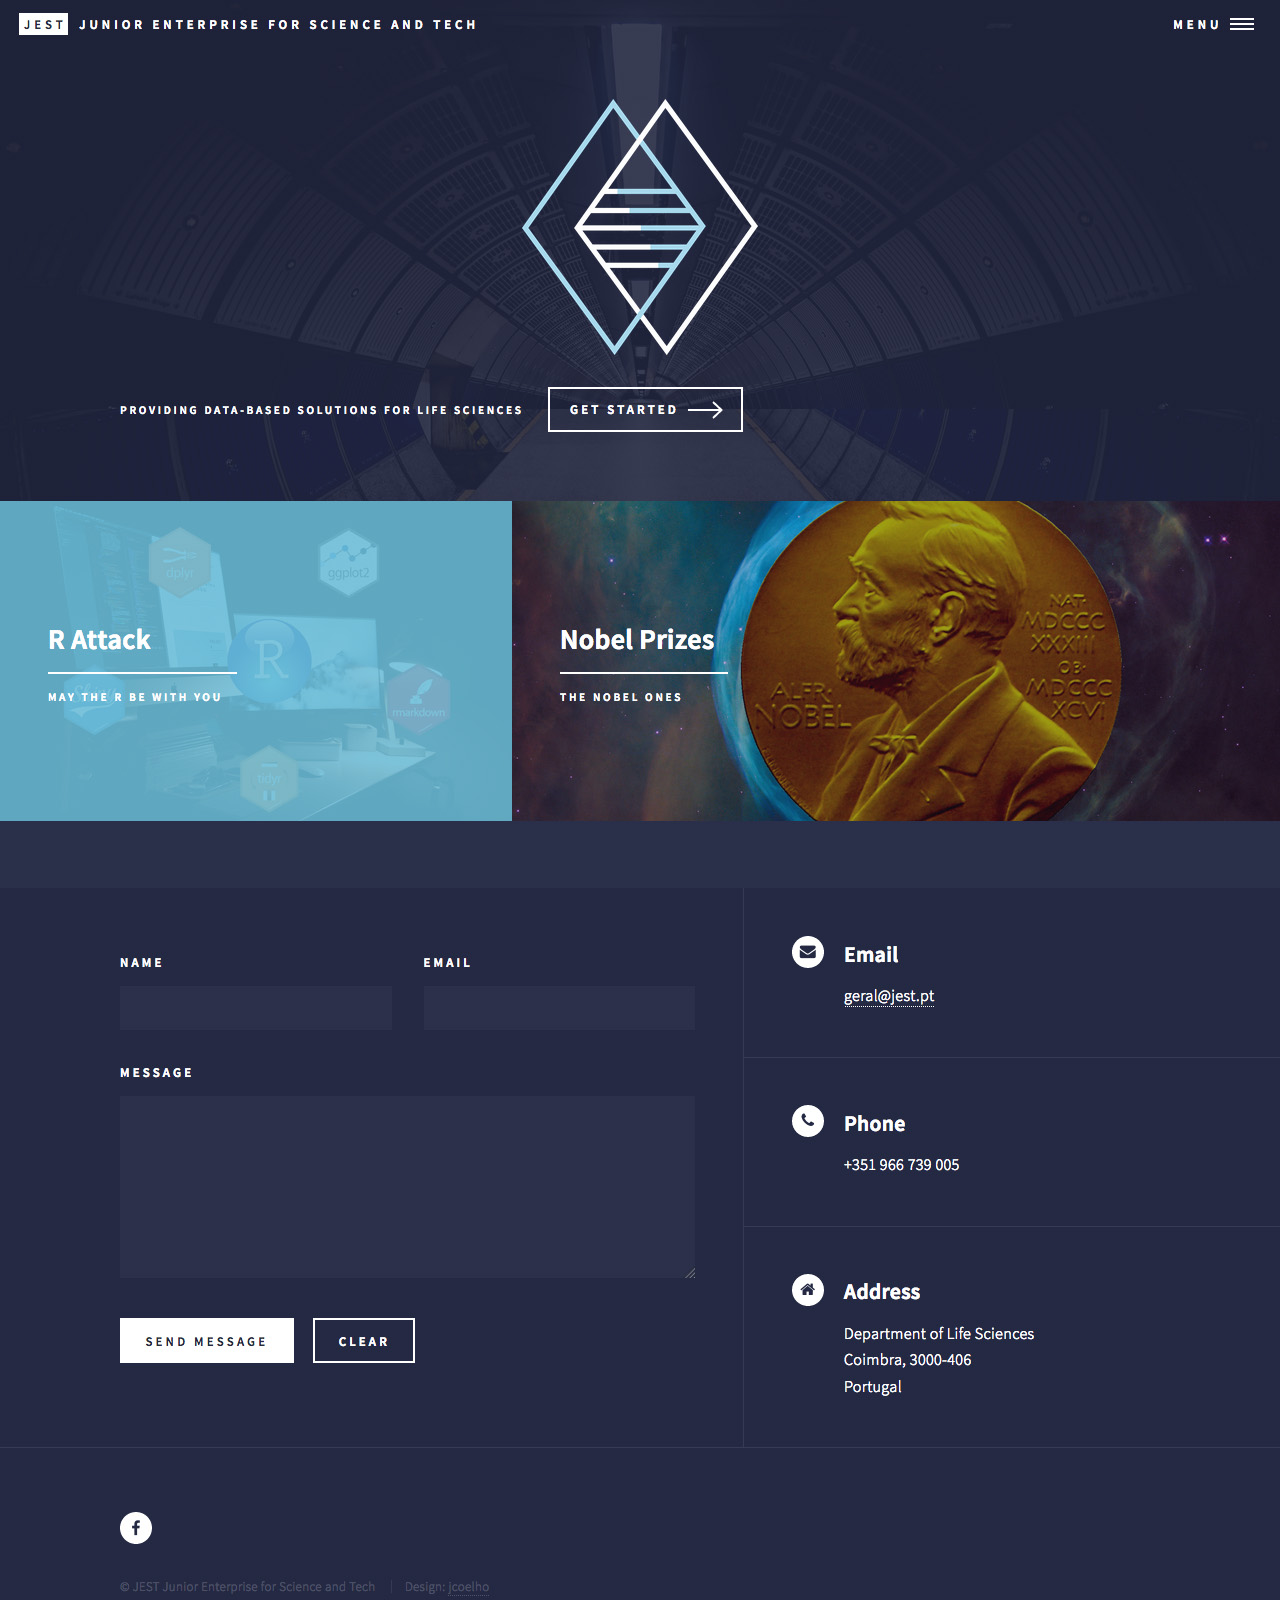 JEST JUNIOR ENTERPRISE FOR SCIENCE AND TECH
MENU
PROVIDING DATA-BASED SOLUTIONS FOR LIFE SCIENCES
GET STARTED
dplyr
ggplot2
R
rmarkdown
tidyr
R Attack
MAY THE R BE WITH YOU
Nobel Prizes
THE NOBEL ONES
ALFR.
NOBEL
NAT.
MDCCC
XXXIII
OB.
MDCCC
XCVI
NAME
EMAIL
MESSAGE
SEND MESSAGE
CLEAR
Email
geral@jest.pt
Phone
+351 966 739 005
Address
Department of Life Sciences
Coimbra, 3000-406
Portugal
© JEST Junior Enterprise for Science and Tech
Design: jcoelho